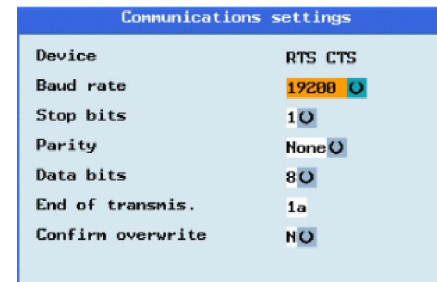 Communications settings
Device RTS CTS
Baud rate 19200
Stop bits 1
Parity None
Data bits 8
End of transmis. 1a
Confirm overwrite N